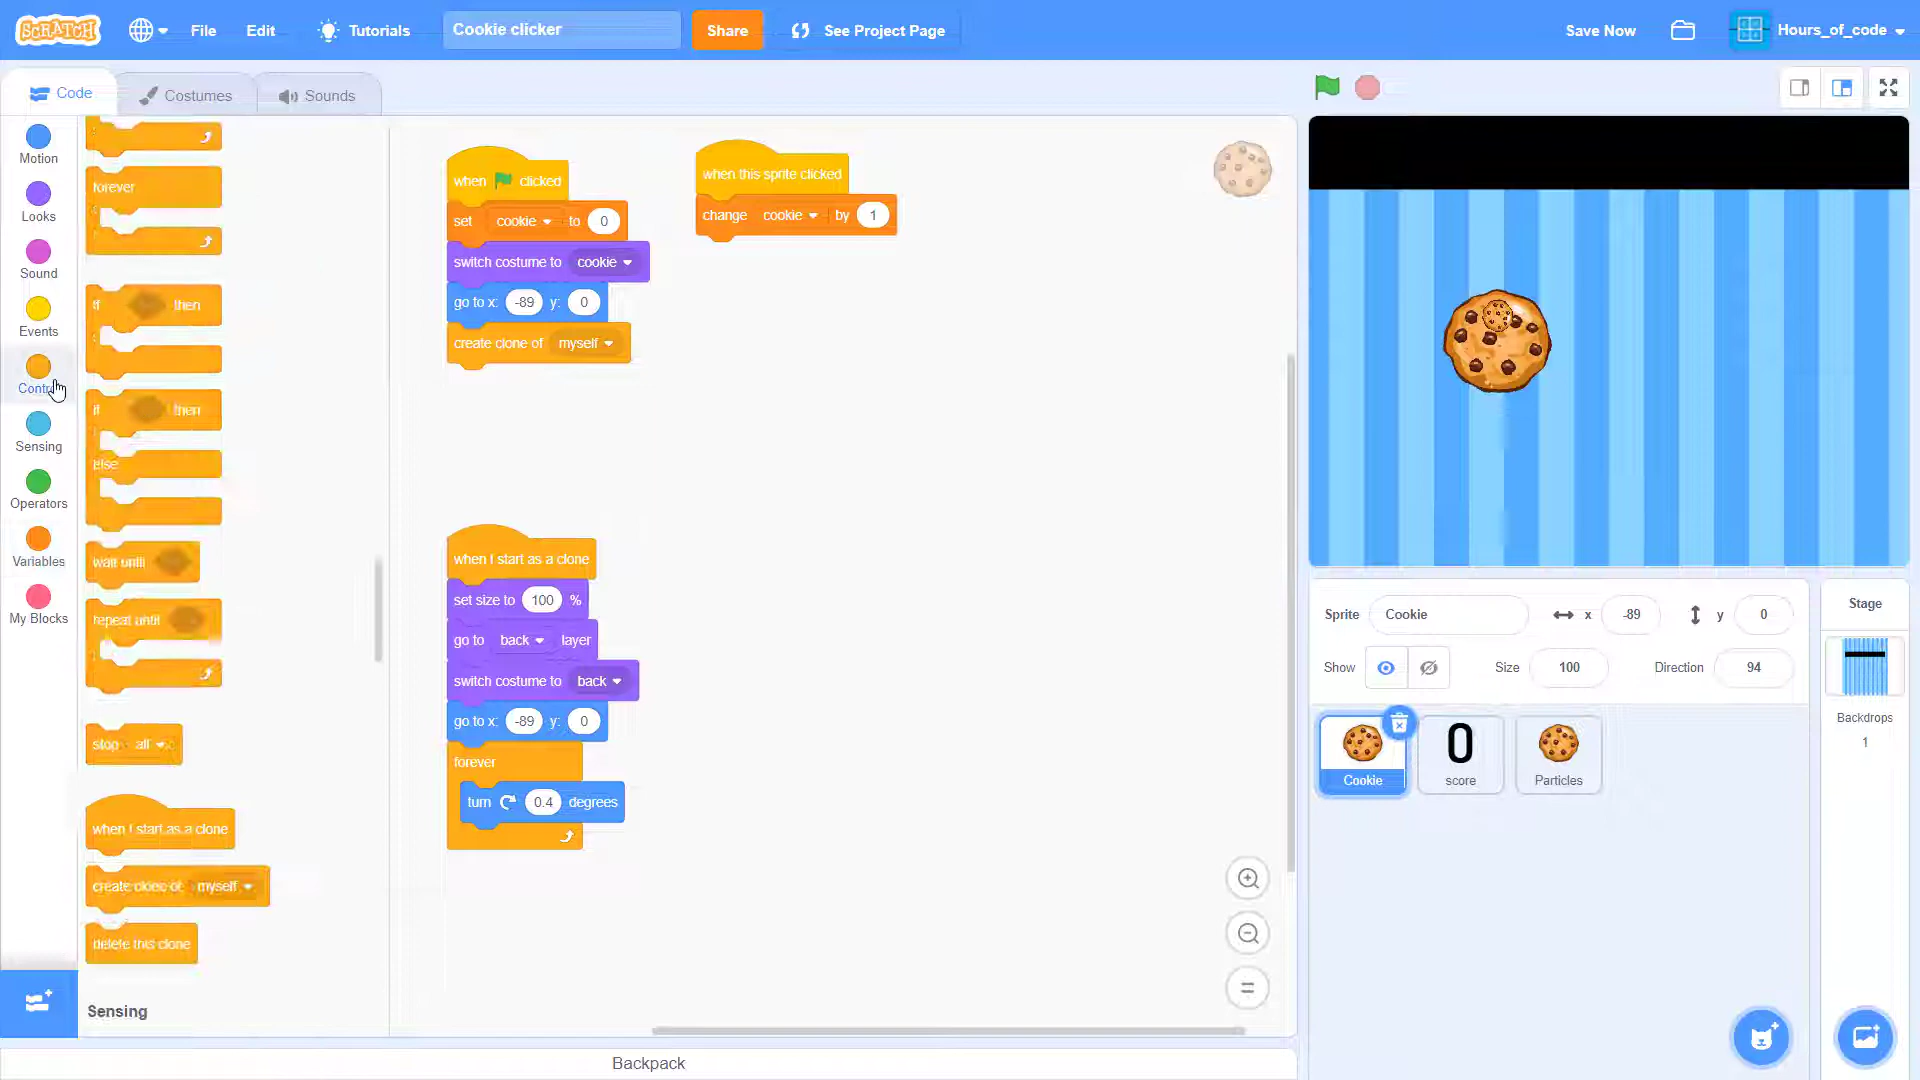 SCRATCH File Edit Tutorials Cookie clicker Share See Project Page Save Now Hours_of_code
Code Costumes Sounds
Motion
Looks
Sound
Events
Control
Sensing
Operators
Variables
My Blocks
forever
if then
if then
else
wait until
repeat until
stop all
when I start as a clone
create clone of myself
delete this clone
Sensing
when clicked
set cookie to 0
switch costume to cookie
go to x: -89 y: 0
create clone of myself
when this sprite clicked
change cookie by 1
when I start as a clone
set size to 100 %
go to back layer
switch costume to back
go to x: -89 y: 0
forever
turn 0.4 degrees
Backpack
Sprite Cookie x -89 y 0
Show Size 100 Direction 94
Cookie
0
score
Particles
Stage
Backdrops
1